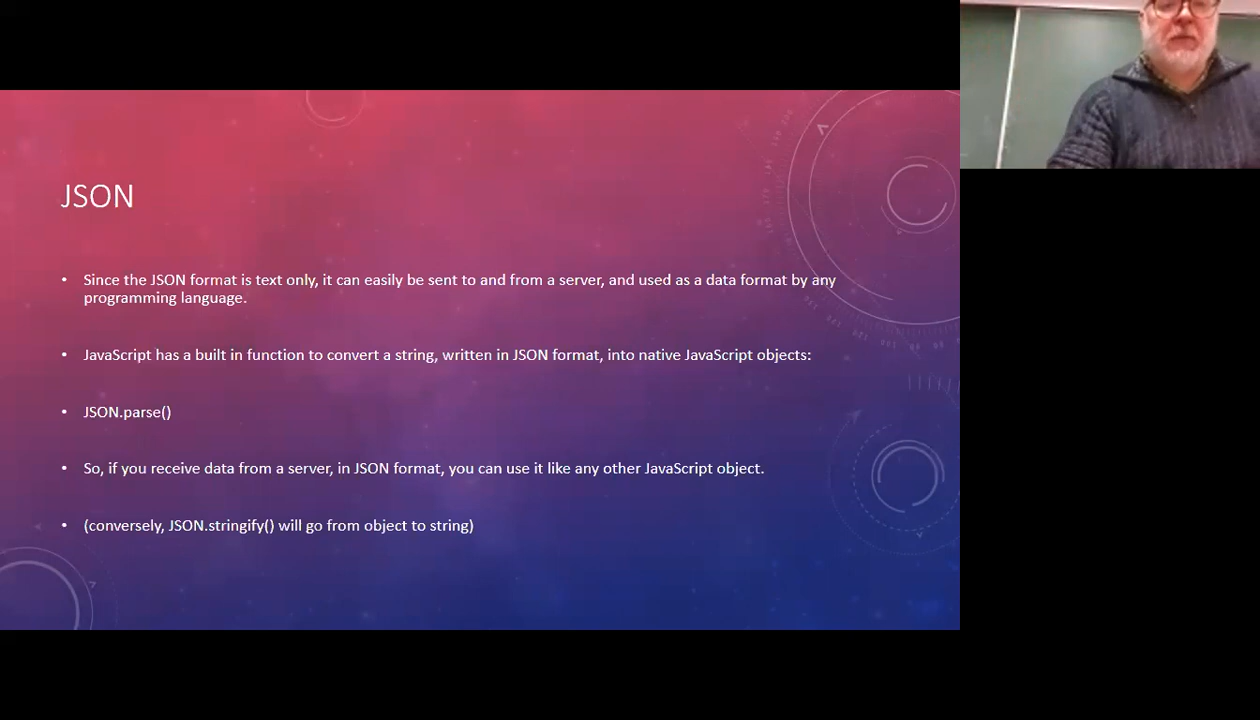 JSON
• Since the JSON format is text only, it can easily be sent to and from a server, and used as a data format by any
programming language.
• JavaScript has a built in function to convert a string, written in JSON format, into native JavaScript objects:
• JSON.parse()
• So, if you receive data from a server, in JSON format, you can use it like any other JavaScript object.
• (conversely, JSON.stringify() will go from object to string)